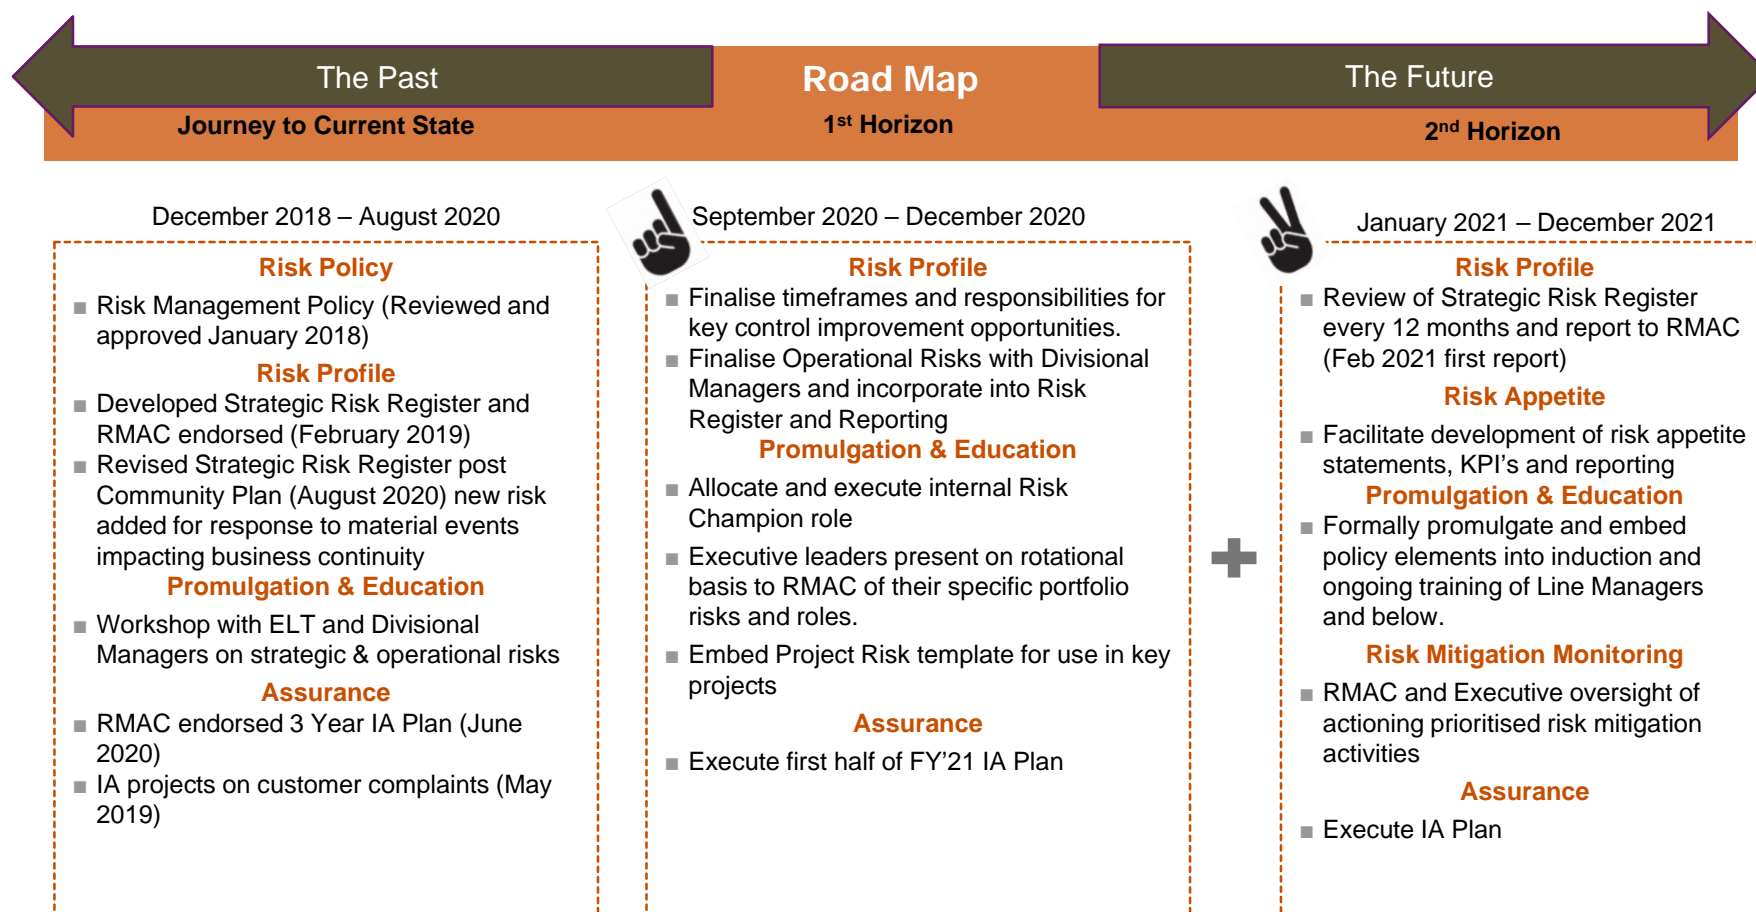 The Past
Road Map
The Future
Journey to Current State
1st Horizon
2nd Horizon
December 2018 – August 2020
Risk Policy
■ Risk Management Policy (Reviewed and
approved January 2018)
Risk Profile
■ Developed Strategic Risk Register and
RMAC endorsed (February 2019)
■ Revised Strategic Risk Register post
Community Plan (August 2020) new risk
added for response to material events
impacting business continuity
Promulgation & Education
■ Workshop with ELT and Divisional
Managers on strategic & operational risks
Assurance
■ RMAC endorsed 3 Year IA Plan (June
2020)
■ IA projects on customer complaints (May
2019)
September 2020 – December 2020
Risk Profile
■ Finalise timeframes and responsibilities for
key control improvement opportunities.
■ Finalise Operational Risks with Divisional
Managers and incorporate into Risk
Register and Reporting
Promulgation & Education
■ Allocate and execute internal Risk
Champion role
■ Executive leaders present on rotational
basis to RMAC of their specific portfolio
risks and roles.
■ Embed Project Risk template for use in key
projects
Assurance
■ Execute first half of FY'21 IA Plan
January 2021 – December 2021
Risk Profile
■ Review of Strategic Risk Register
every 12 months and report to RMAC
(Feb 2021 first report)
Risk Appetite
■ Facilitate development of risk appetite
statements, KPI's and reporting
Promulgation & Education
■ Formally promulgate and embed
policy elements into induction and
ongoing training of Line Managers
and below.
Risk Mitigation Monitoring
■ RMAC and Executive oversight of
actioning prioritised risk mitigation
activities
Assurance
■ Execute IA Plan